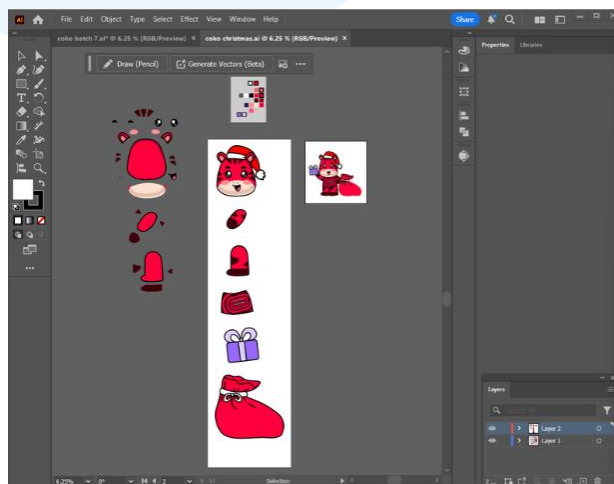 Ai File Edit Object Type Select Effect View Window Help Share
coko batch 7.ai* @ 6.25 % (RGB/Preview) × coko christmas.ai @ 6.25 % (RGB/Preview) ×
Draw (Pencil) Generate Vectors (Beta)
Properties Libraries
Layers
Layer 2
Layer 1
6.25% 0° 2 Selection
2...